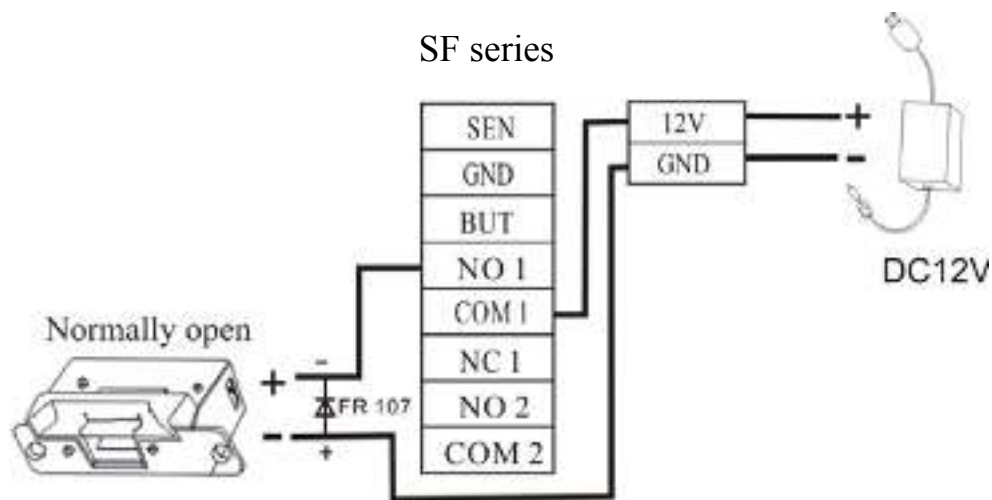 SF series
SEN
GND
BUT
NO 1
COM 1
NC 1
NO 2
COM 2
12V
GND
+
-
DC12V
Normally open
+
-
-
FR 107
+